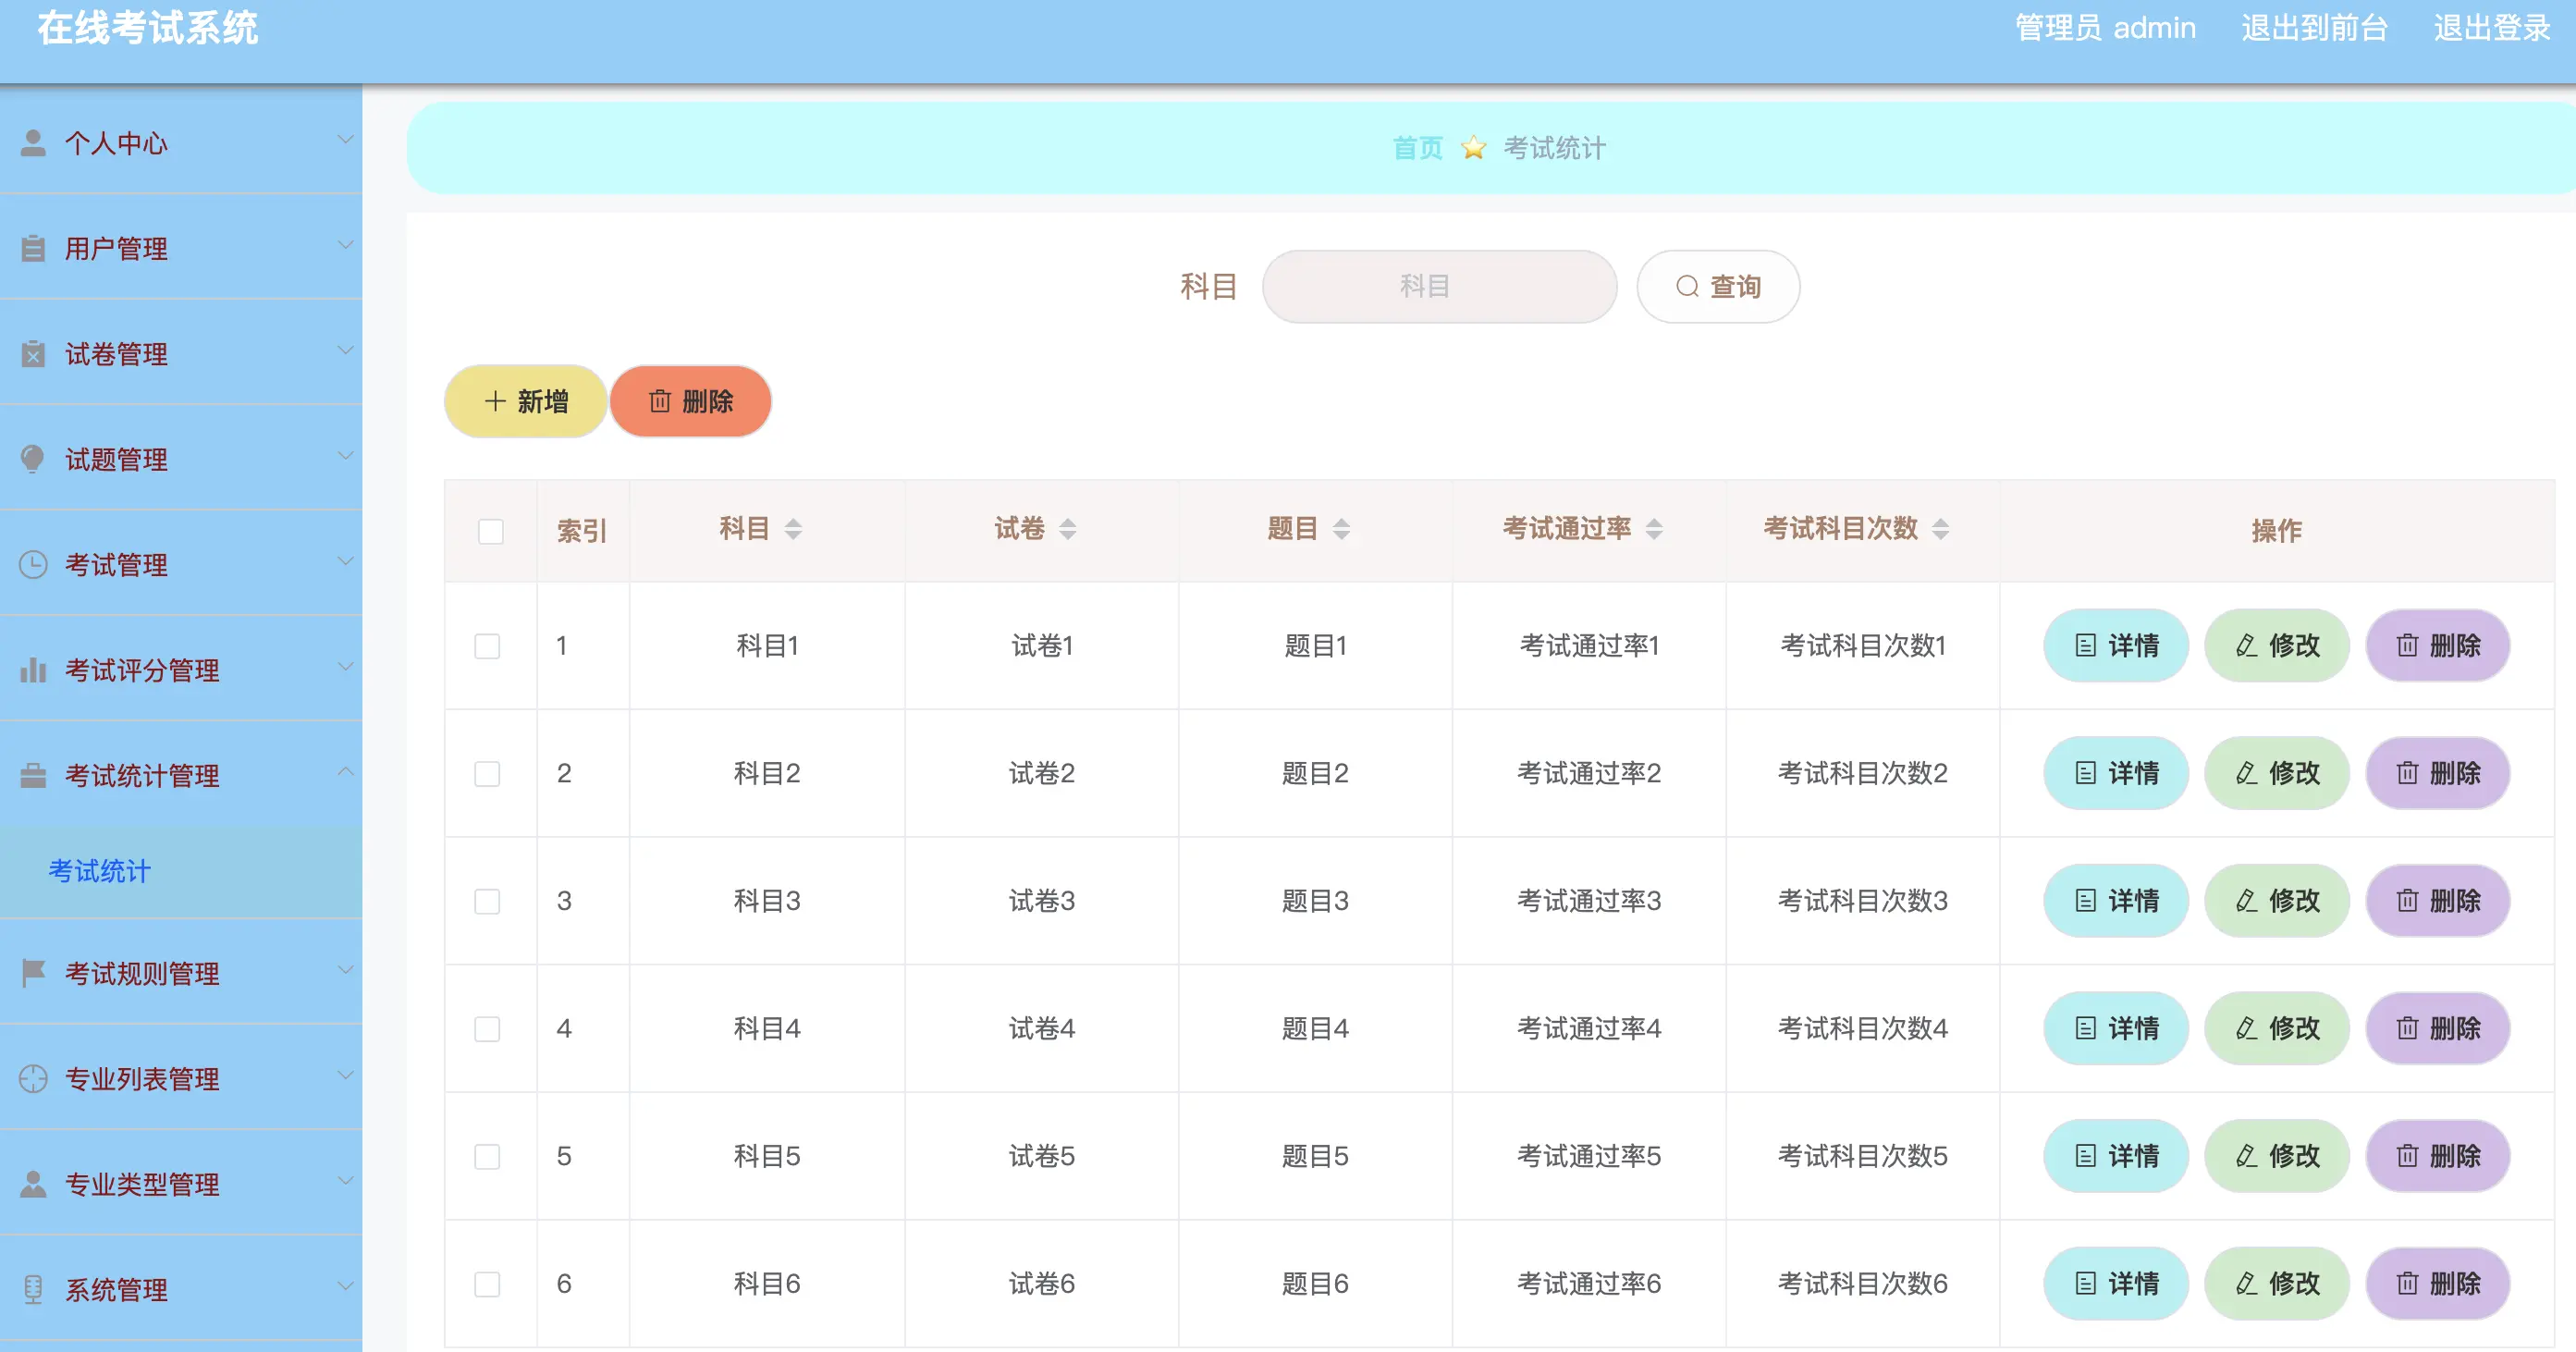 在线考试系统
管理员 admin 退出到前台 退出登录
个人中心
用户管理
试卷管理
试题管理
考试管理
考试评分管理
考试统计管理
考试统计
考试规则管理
专业列表管理
专业类型管理
系统管理
首页 考试统计
科目 科目 查询
新增 删除
索引 科目 试卷 题目 考试通过率 考试科目次数 操作
1 科目1 试卷1 题目1 考试通过率1 考试科目次数1 详情 修改 删除
2 科目2 试卷2 题目2 考试通过率2 考试科目次数2 详情 修改 删除
3 科目3 试卷3 题目3 考试通过率3 考试科目次数3 详情 修改 删除
4 科目4 试卷4 题目4 考试通过率4 考试科目次数4 详情 修改 删除
5 科目5 试卷5 题目5 考试通过率5 考试科目次数5 详情 修改 删除
6 科目6 试卷6 题目6 考试通过率6 考试科目次数6 详情 修改 删除